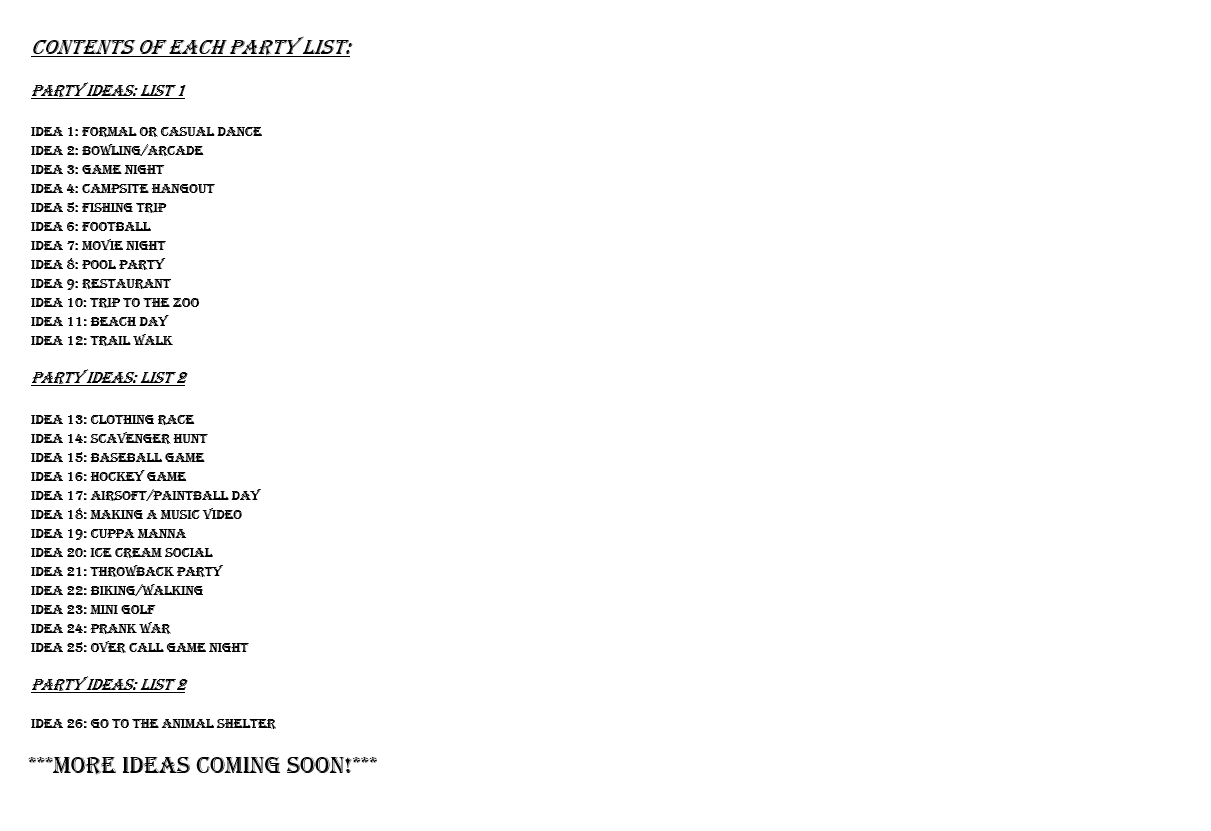 CONTENTS OF EACH PARTY LIST:
PARTY IDEAS: LIST 1
IDEA 1: FORMAL OR CASUAL DANCE
IDEA 2: BOWLING/ARCADE
IDEA 3: GAME NIGHT
IDEA 4: CAMPSITE HANGOUT
IDEA 5: FISHING TRIP
IDEA 6: FOOTBALL
IDEA 7: MOVIE NIGHT
IDEA 8: POOL PARTY
IDEA 9: RESTAURANT
IDEA 10: TRIP TO THE ZOO
IDEA 11: BEACH DAY
IDEA 12: TRAIL WALK
PARTY IDEAS: LIST 2
IDEA 13: CLOTHING RACE
IDEA 14: SCAVENGER HUNT
IDEA 15: BASEBALL GAME
IDEA 16: HOCKEY GAME
IDEA 17: AIRSOFT/PAINTBALL DAY
IDEA 18: MAKING A MUSIC VIDEO
IDEA 19: CUPPA MANNA
IDEA 20: ICE CREAM SOCIAL
IDEA 21: THROWBACK PARTY
IDEA 22: BIKING/WALKING
IDEA 23: MINI GOLF
IDEA 24: PRANK WAR
IDEA 25: OVER CALL GAME NIGHT
PARTY IDEAS: LIST 2
IDEA 26: GO TO THE ANIMAL SHELTER
***MORE IDEAS COMING SOON!***